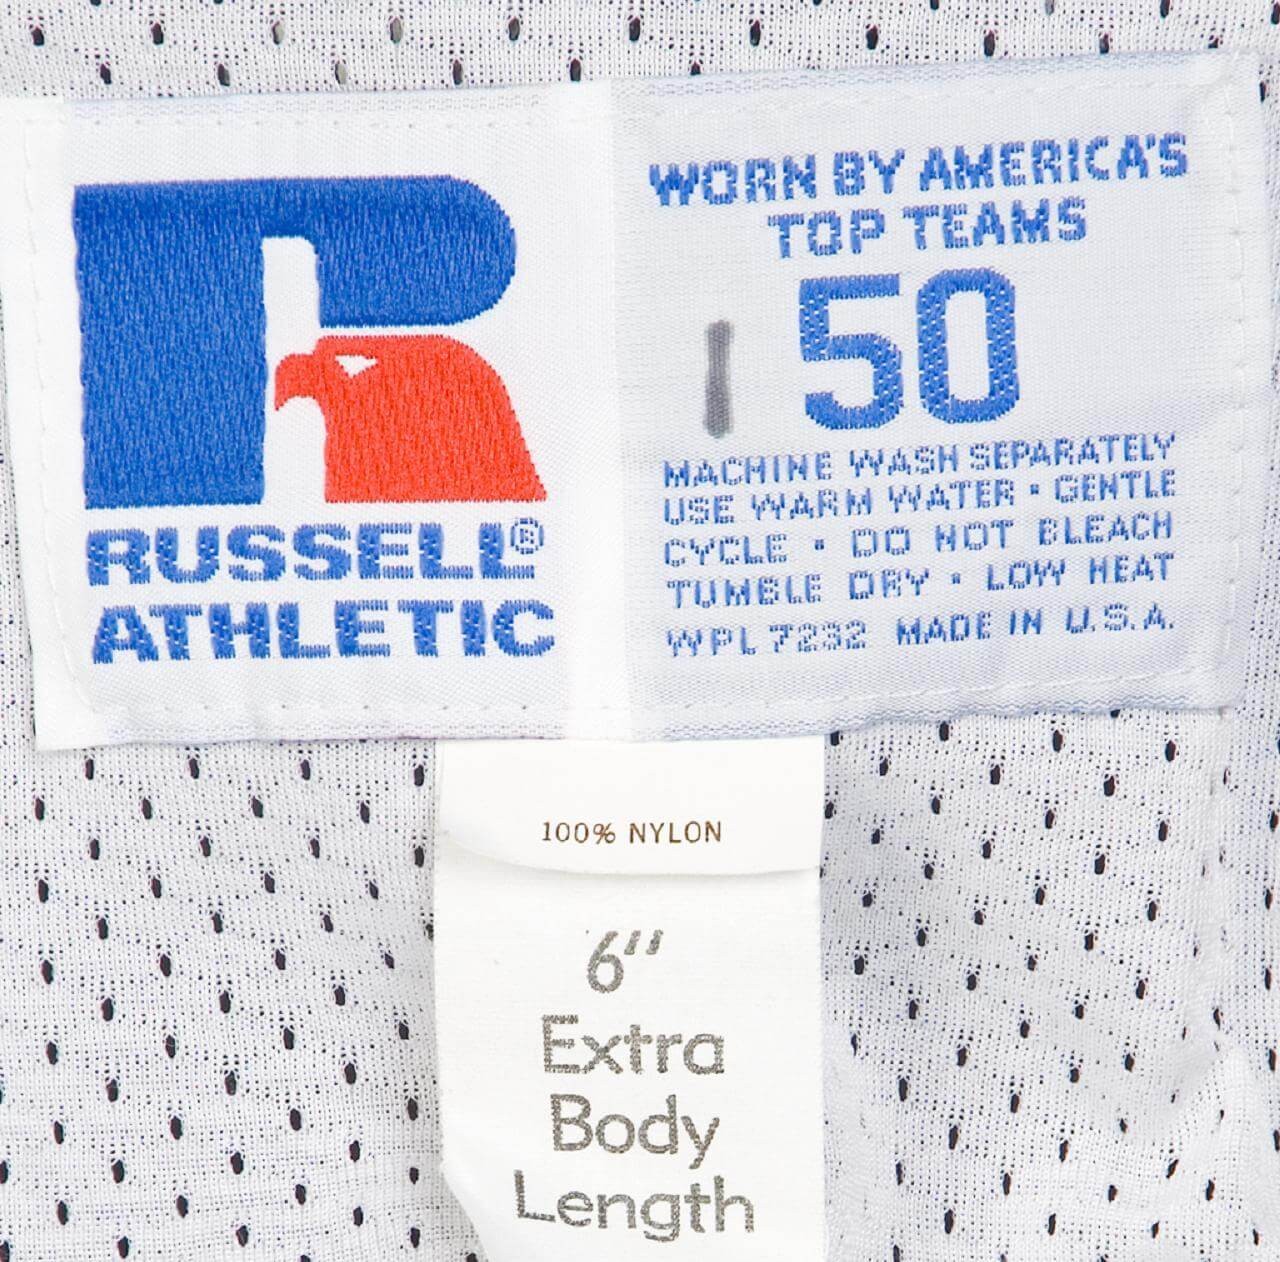 RUSSELL®
ATHLETIC
WORN BY AMERICA'S
TOP TEAMS
50
MACHINE WASH SEPARATELY
USE WARM WATER · GENTLE
CYCLE · DO NOT BLEACH
TUMBLE DRY · LOW HEAT
WPL 7232 MADE IN U.S.A.
100% NYLON
6"
Extra
Body
Length